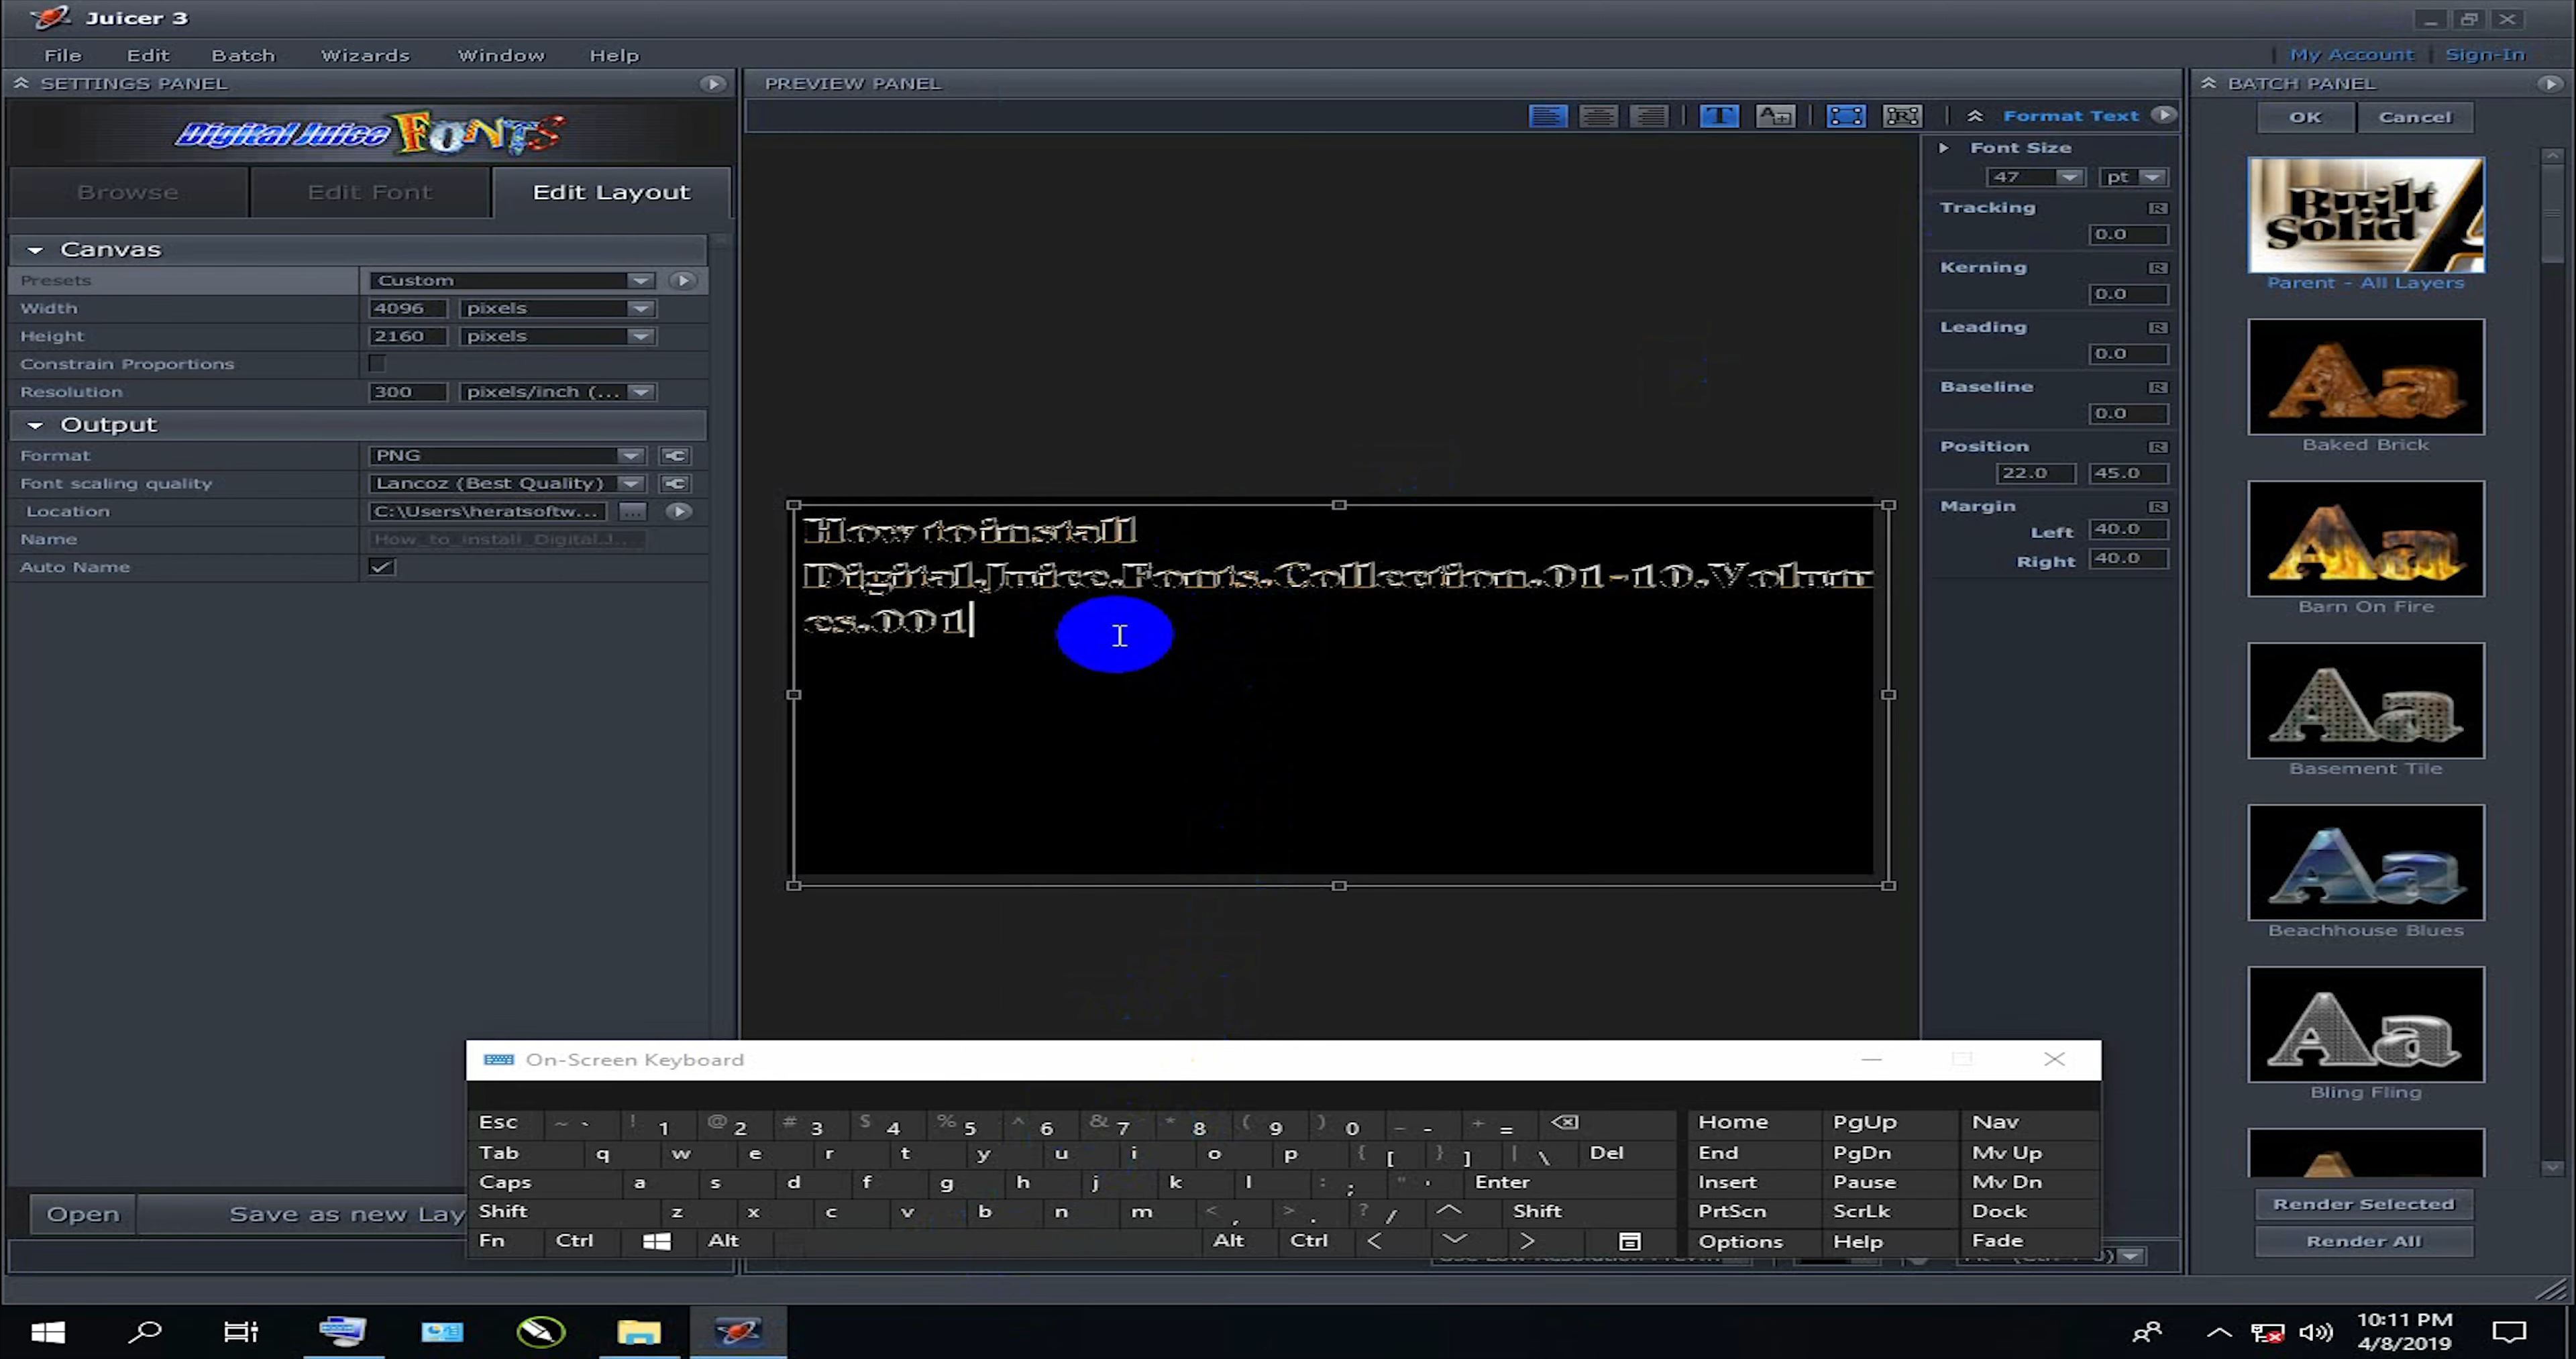 Juicer 3
File Edit Batch Wizards Window Help
My Account Sign-In
SETTINGS PANEL
Digital Juice FONTS
Browse Edit Font Edit Layout
Canvas
Presets Custom
Width 4096 pixels
Height 2160 pixels
Constrain Proportions
Resolution 300 pixels/inch (...
Output
Format PNG
Font scaling quality Lancoz (Best Quality)
Location C:\Users\heratsoftw... ...
Name How_to_install_Digital.J...
Auto Name
Open Save as new Lay
PREVIEW PANEL
Format Text
How to install
Digital.Juice.Fonts.Collection.01-10.Volum
es.001
Font Size
47 pt
Tracking R
0.0
Kerning R
0.0
Leading R
0.0
Baseline R
0.0
Position R
22.0 45.0
Margin R
Left 40.0
Right 40.0
BATCH PANEL
OK Cancel
Built Solid
Parent - All Layers
Aa
Baked Brick
Aa
Barn On Fire
Aa
Basement Tile
Aa
Beachhouse Blues
Aa
Bling Fling
Render Selected
Render All
On-Screen Keyboard
Esc ~ ` ! 1 @ 2 # 3 $ 4 % 5 ^ 6 & 7 * 8 ( 9 ) 0 _ - + = Home PgUp Nav
Tab q w e r t y u i o p { [ } ] | \ Del End PgDn Mv Up
Caps a s d f g h j k l : ; " ' Enter Insert Pause Mv Dn
Shift z x c v b n m < , > . ? / Shift PrtScn ScrLk Dock
Fn Ctrl Alt Alt Ctrl Options Help Fade
10:11 PM
4/8/2019